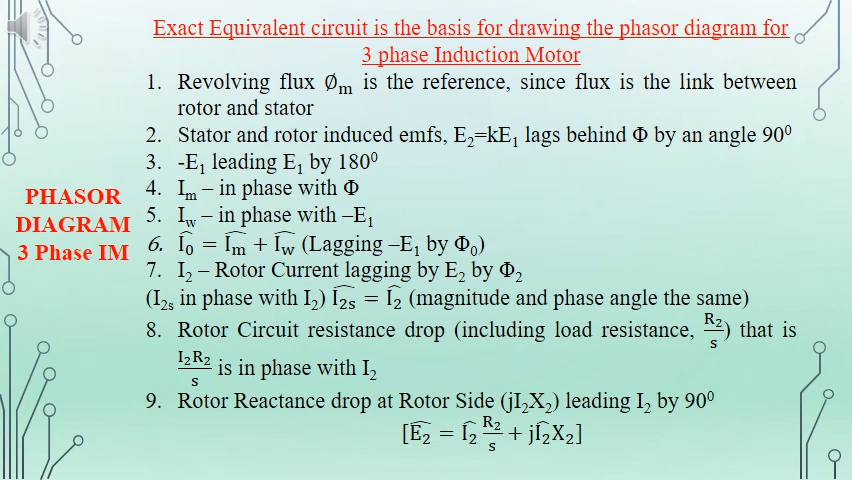 Exact Equivalent circuit is the basis for drawing the phasor diagram for
3 phase Induction Motor
PHASOR
DIAGRAM
3 Phase IM
1. Revolving flux ∅ₘ is the reference, since flux is the link between
rotor and stator
2. Stator and rotor induced emfs, E₂=kE₁ lags behind Φ by an angle 90⁰
3. -E₁ leading E₁ by 180⁰
4. Iₘ – in phase with Φ
5. I_w – in phase with –E₁
6. Î₀ = Îₘ + Î_w (Lagging –E₁ by Φ₀)
7. I₂ – Rotor Current lagging by E₂ by Φ₂
(I₂ₛ in phase with I₂) Î₂ₛ = Î₂ (magnitude and phase angle the same)
8. Rotor Circuit resistance drop (including load resistance, R₂/s) that is
I₂R₂/s is in phase with I₂
9. Rotor Reactance drop at Rotor Side (jI₂X₂) leading I₂ by 90⁰
[Ê₂ = Î₂ R₂/s + jÎ₂X₂]